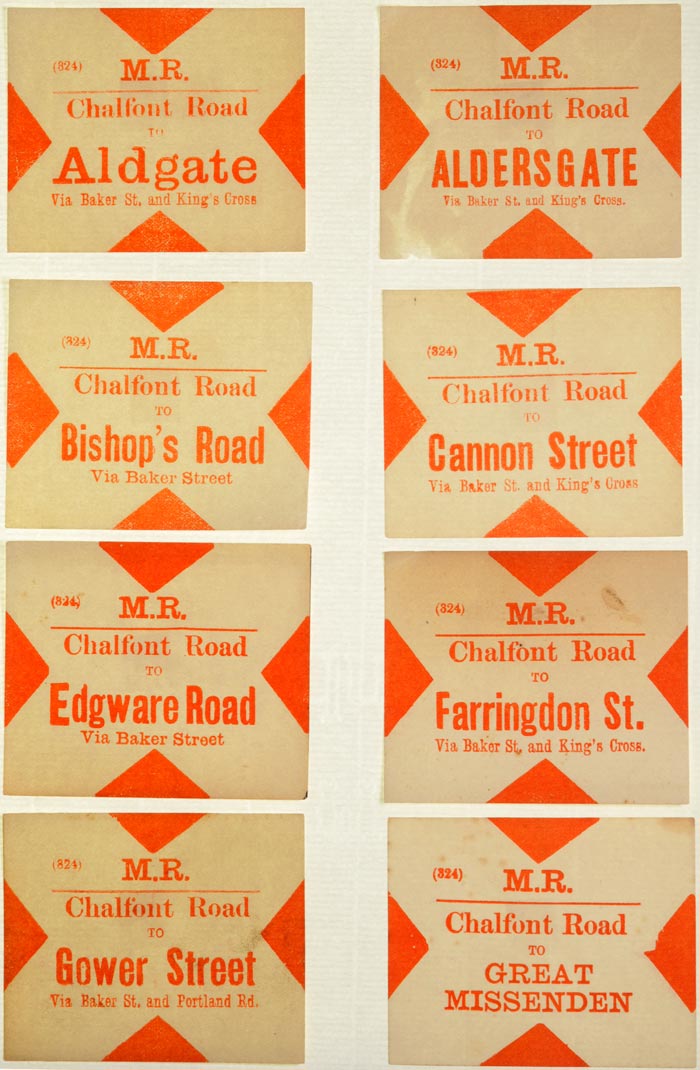 (324) M.R.
Chalfont Road
TO
Aldgate
Via Baker St. and King's Cross
(324) M.R.
Chalfont Road
TO
ALDERSGATE
Via Baker St. and King's Cross.
(324) M.R.
Chalfont Road
TO
Bishop's Road
Via Baker Street
(324) M.R.
Chalfont Road
TO
Cannon Street
Via Baker St. and King's Cross
(324) M.R.
Chalfont Road
TO
Edgware Road
Via Baker Street
(324) M.R.
Chalfont Road
TO
Farringdon St.
Via Baker St. and King's Cross.
(324) M.R.
Chalfont Road
TO
Gower Street
Via Baker St. and Portland Rd.
(324) M.R.
Chalfont Road
TO
GREAT
MISSENDEN